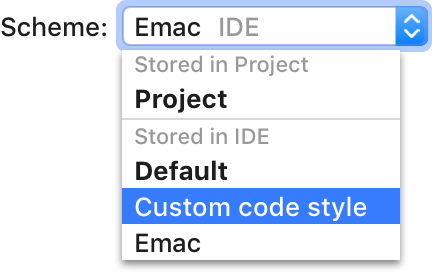 Scheme: Emac IDE
Stored in Project
Project
Stored in IDE
Default
Custom code style
Emac